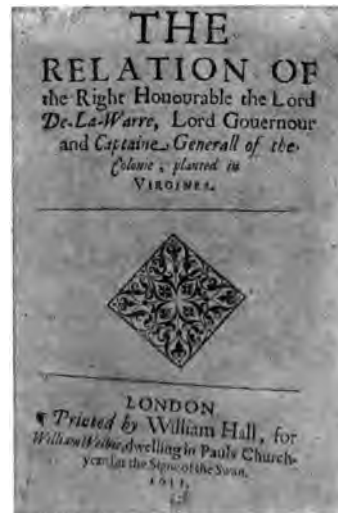 THE
RELATION OF
the Right Honourable the Lord
De-La-Warre, Lord Gouernour
and Captaine Generall of the
Colonie, planted in
VIRGINEA.
LONDON
Printed by William Hall, for
William Welbie, dwelling in Pauls Church-
yeard at the Signe of the Swan.
1611.